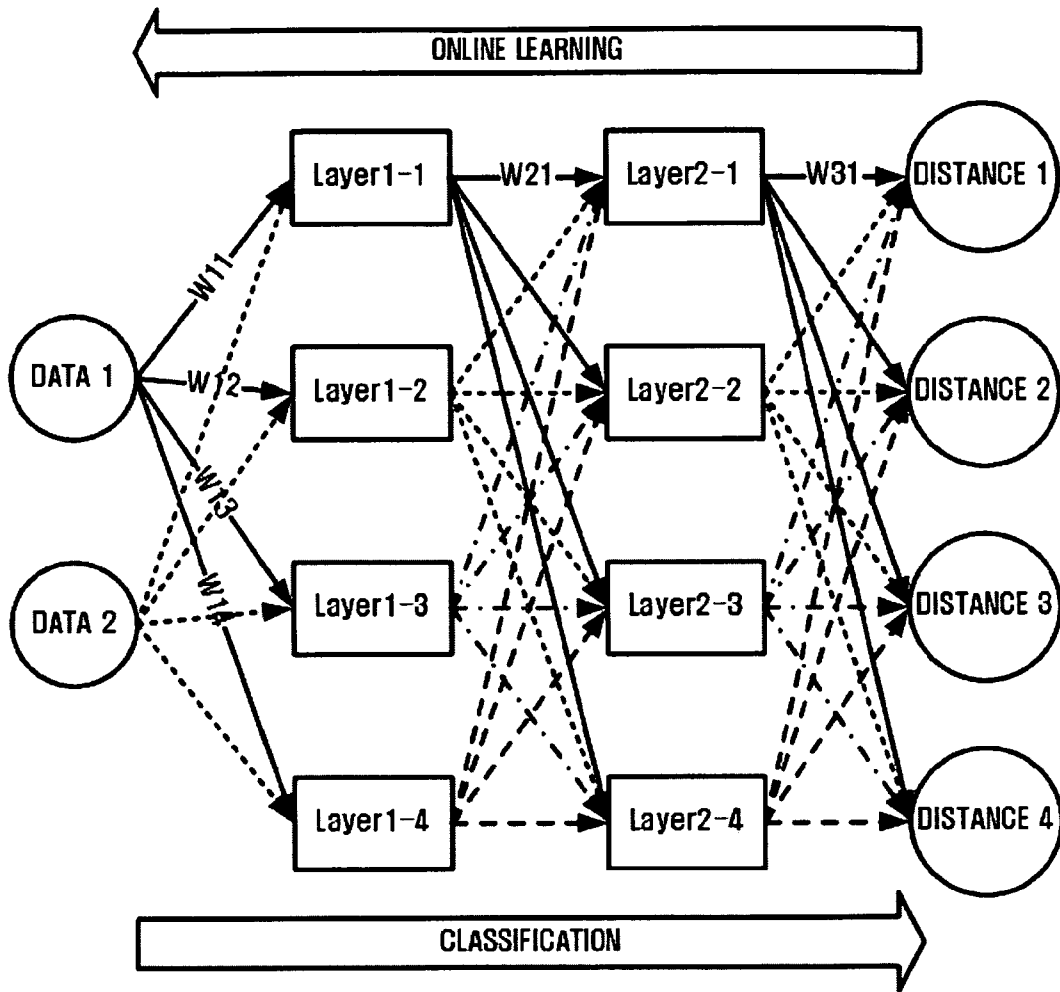 ONLINE LEARNING
Layer1-1
W21
Layer2-1
W31
DISTANCE 1
W11
DATA 1
W12
Layer1-2
Layer2-2
DISTANCE 2
W13
DATA 2
W14
Layer1-3
Layer2-3
DISTANCE 3
Layer1-4
Layer2-4
DISTANCE 4
CLASSIFICATION